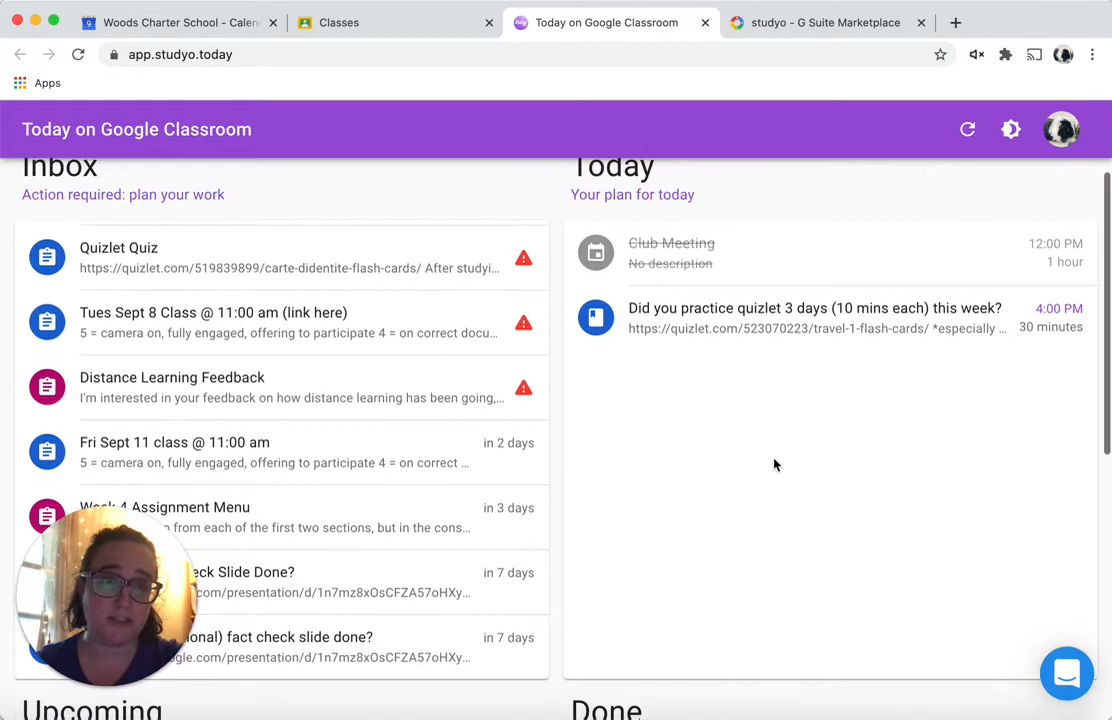 Woods Charter School - Calen
Classes
Today on Google Classroom
studyo - G Suite Marketplace
app.studyo.today
Apps
Today on Google Classroom
Inbox
Action required: plan your work
Quizlet Quiz
https://quizlet.com/519839899/carte-didentite-flash-cards/ After studyi...
Tues Sept 8 Class @ 11:00 am (link here)
5 = camera on, fully engaged, offering to participate 4 = on correct docu...
Distance Learning Feedback
I'm interested in your feedback on how distance learning has been going,...
Fri Sept 11 class @ 11:00 am
in 2 days
5 = camera on, fully engaged, offering to participate 4 = on correct ...
Week 4 Assignment Menu
in 3 days
from each of the first two sections, but in the cons...
eck Slide Done?
in 7 days
.com/presentation/d/1n7mz8xOsCFZA57oHXy...
onal) fact check slide done?
in 7 days
gle.com/presentation/d/1n7mz8xOsCFZA57oHXy...
Upcoming
Today
Your plan for today
Club Meeting
12:00 PM
No description
1 hour
Did you practice quizlet 3 days (10 mins each) this week?
4:00 PM
https://quizlet.com/523070223/travel-1-flash-cards/ *especially ...
30 minutes
Done